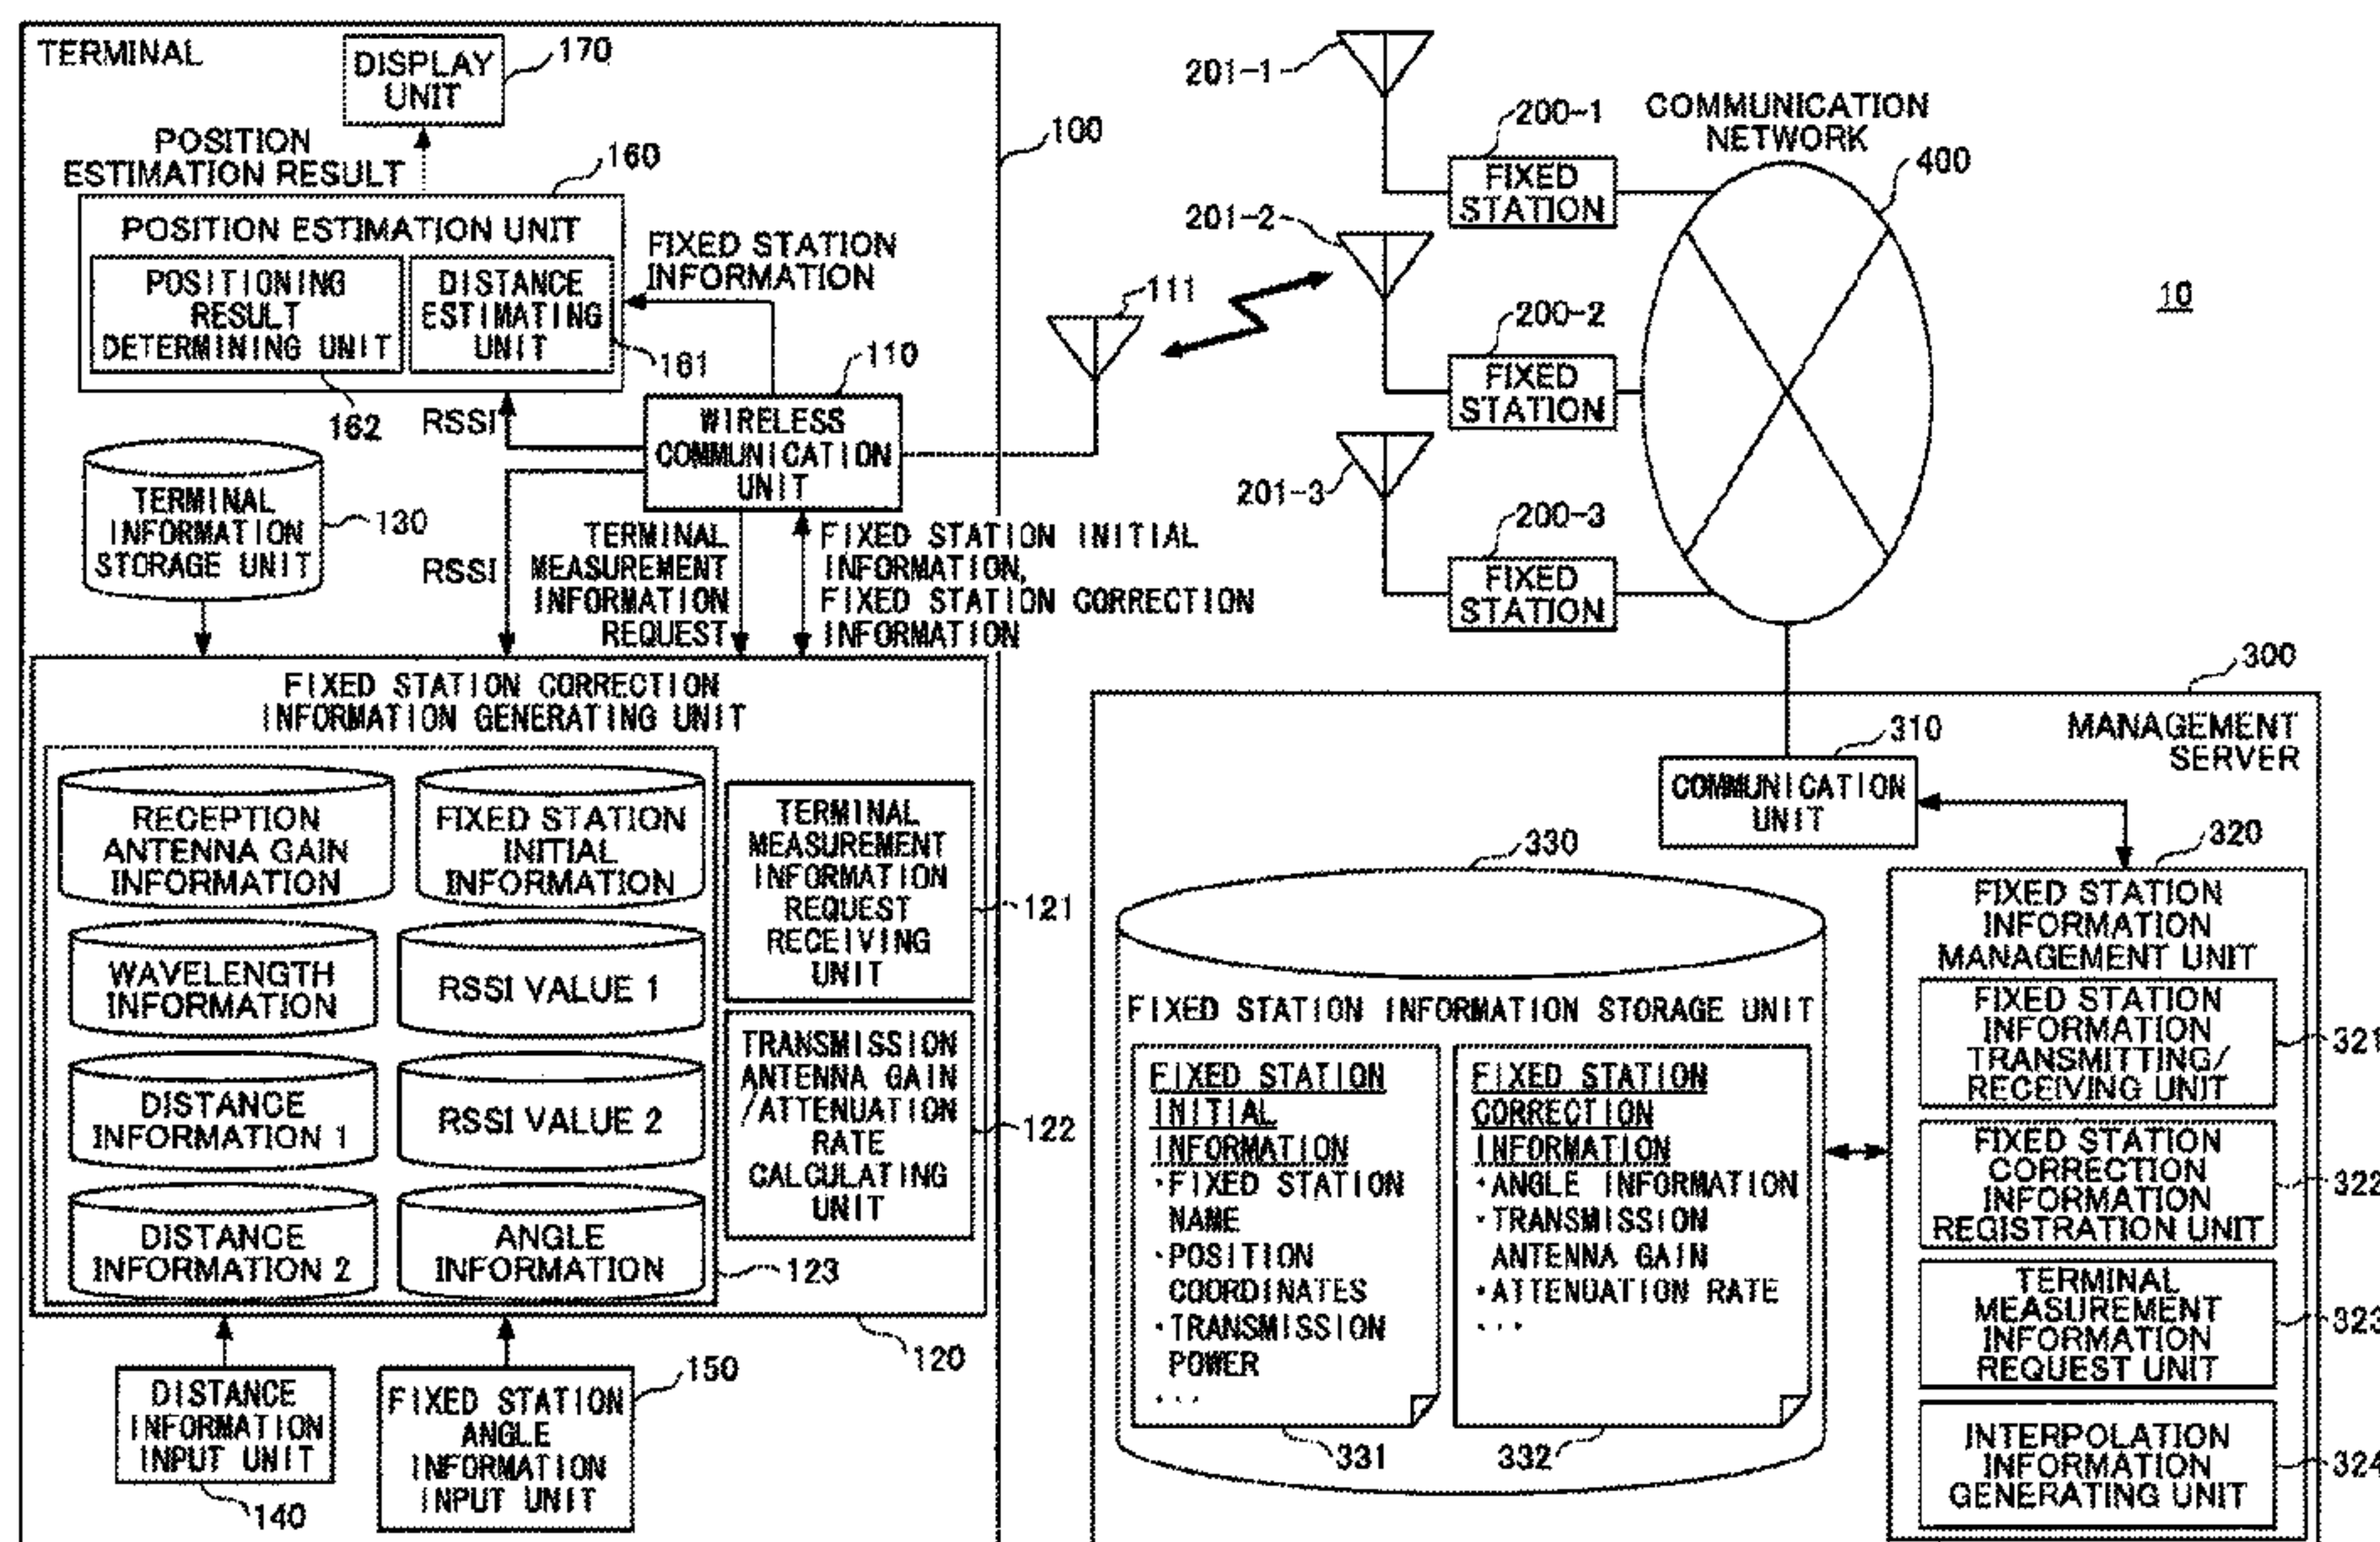 TERMINAL
DISPLAY
UNIT
170
POSITION
ESTIMATION RESULT
160
100
POSITION ESTIMATION UNIT
POSITIONING
RESULT
DETERMINING UNIT
DISTANCE
ESTIMATING
UNIT
162
161
FIXED STATION
INFORMATION
110
111
RSSI
WIRELESS
COMMUNICATION
UNIT
TERMINAL
INFORMATION
STORAGE UNIT
130
RSSI
TERMINAL
MEASUREMENT
INFORMATION
REQUEST
FIXED STATION INITIAL
INFORMATION,
FIXED STATION CORRECTION
INFORMATION
FIXED STATION CORRECTION
INFORMATION GENERATING UNIT
RECEPTION
ANTENNA GAIN
INFORMATION
FIXED STATION
INITIAL
INFORMATION
WAVELENGTH
INFORMATION
RSSI VALUE 1
DISTANCE
INFORMATION 1
RSSI VALUE 2
DISTANCE
INFORMATION 2
ANGLE
INFORMATION
123
TERMINAL
MEASUREMENT
INFORMATION
REQUEST
RECEIVING
UNIT
121
TRANSMISSION
ANTENNA GAIN
/ATTENUATION
RATE
CALCULATING
UNIT
122
120
DISTANCE
INFORMATION
INPUT UNIT
140
FIXED STATION
ANGLE
INFORMATION
INPUT UNIT
150
201-1
200-1
FIXED
STATION
201-2
200-2
FIXED
STATION
201-3
200-3
FIXED
STATION
COMMUNICATION
NETWORK
400
10
300
MANAGEMENT
SERVER
310
COMMUNICATION
UNIT
320
330
FIXED STATION INFORMATION STORAGE UNIT
FIXED STATION
INITIAL
INFORMATION
・FIXED STATION
NAME
・POSITION
COORDINATES
・TRANSMISSION
POWER
...
331
FIXED STATION
CORRECTION
INFORMATION
・ANGLE INFORMATION
・TRANSMISSION
ANTENNA GAIN
・ATTENUATION RATE
...
332
FIXED STATION
INFORMATION
MANAGEMENT UNIT
FIXED STATION
INFORMATION
TRANSMITTING/
RECEIVING UNIT
321
FIXED STATION
CORRECTION
INFORMATION
REGISTRATION UNIT
322
TERMINAL
MEASUREMENT
INFORMATION
REQUEST UNIT
323
INTERPOLATION
INFORMATION
GENERATING UNIT
324